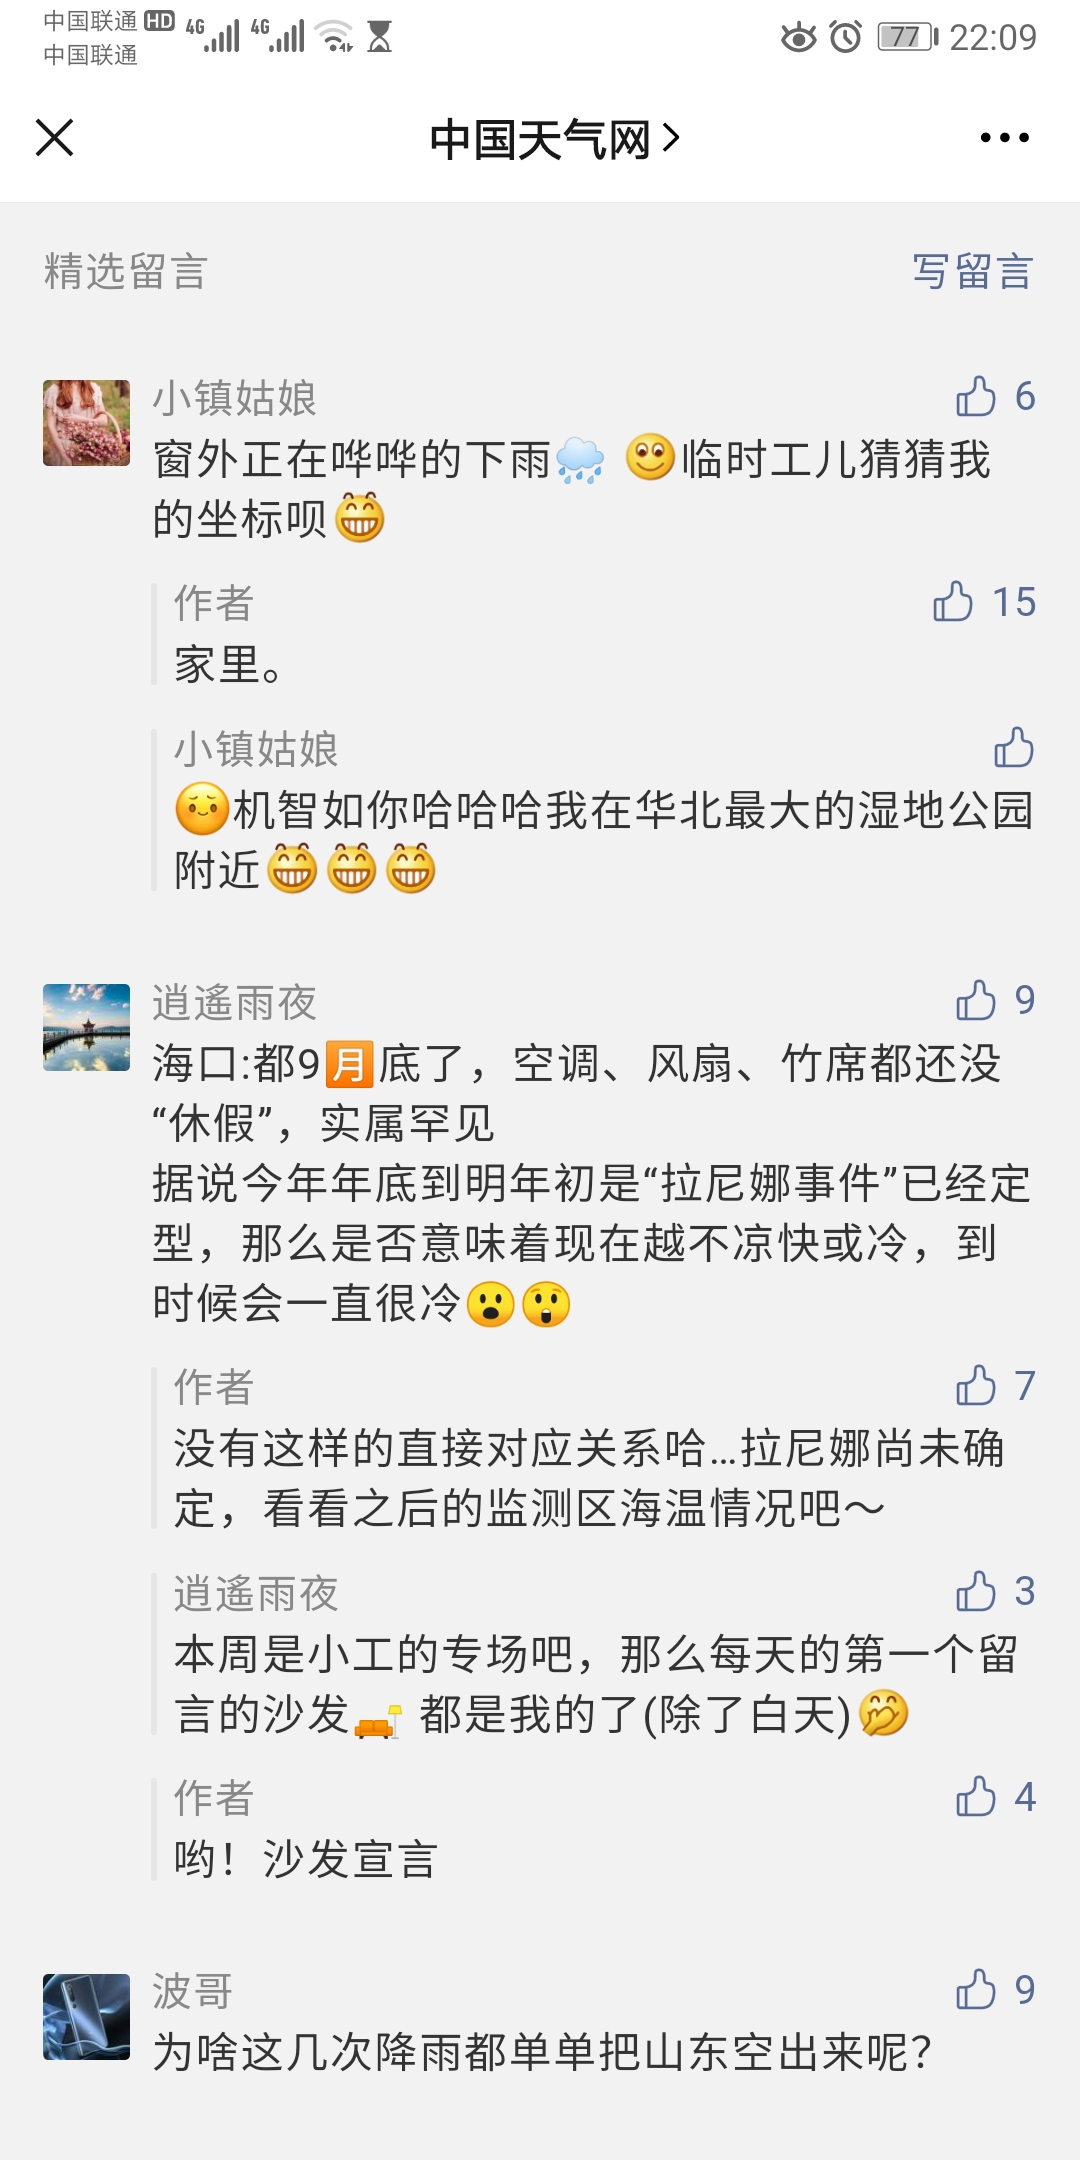 中国联通 HD 4G 4G 77 22:09
中国联通
中国天气网
精选留言 写留言
小镇姑娘 6
窗外正在哗哗的下雨🌧️ 🙂临时工儿猜猜我
的坐标呗😁
作者 15
家里。
小镇姑娘
😌机智如你哈哈哈我在华北最大的湿地公园
附近😁😁😁
逍遥雨夜 9
海口:都9🈷️底了，空调、风扇、竹席都还没
“休假”，实属罕见
据说今年年底到明年初是“拉尼娜事件”已经定
型，那么是否意味着现在越不凉快或冷，到
时候会一直很冷😮😲
作者 7
没有这样的直接对应关系哈...拉尼娜尚未确
定，看看之后的监测区海温情况吧～
逍遥雨夜 3
本周是小工的专场吧，那么每天的第一个留
言的沙发🛋️ 都是我的了(除了白天)🤭
作者 4
哟！沙发宣言
波哥 9
为啥这几次降雨都单单把山东空出来呢？